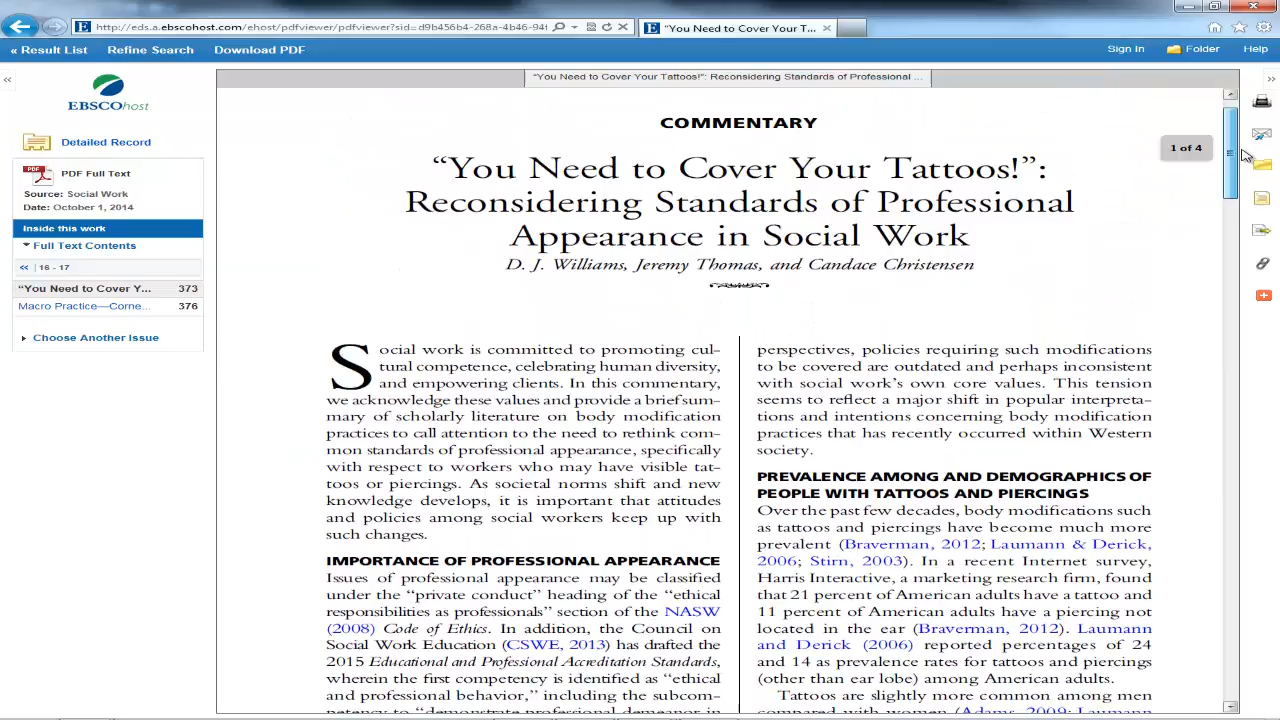 http://eds.a.ebscohost.com/ehost/pdfviewer/pdfviewer?sid=d9b456b4-268a-4b46-94
"You Need to Cover Your T...
« Result List Refine Search Download PDF
Sign In Folder Help
"You Need to Cover Your Tattoos!": Reconsidering Standards of Professional ...
EBSCOhost
Detailed Record
PDF Full Text
Source: Social Work
Date: October 1, 2014
Inside this work
Full Text Contents
« 16 - 17
"You Need to Cover Y... 373
Macro Practice—Corne... 376
Choose Another Issue
1 of 4
COMMENTARY
“You Need to Cover Your Tattoos!”:
Reconsidering Standards of Professional
Appearance in Social Work
D. J. Williams, Jeremy Thomas, and Candace Christensen
Social work is committed to promoting cul-
tural competence, celebrating human diversity,
and empowering clients. In this commentary,
we acknowledge these values and provide a brief sum-
mary of scholarly literature on body modification
practices to call attention to the need to rethink com-
mon standards of professional appearance, specifically
with respect to workers who may have visible tat-
toos or piercings. As societal norms shift and new
knowledge develops, it is important that attitudes
and policies among social workers keep up with
such changes.
IMPORTANCE OF PROFESSIONAL APPEARANCE
Issues of professional appearance may be classified
under the “private conduct” heading of the “ethical
responsibilities as professionals” section of the NASW
(2008) Code of Ethics. In addition, the Council on
Social Work Education (CSWE, 2013) has drafted the
2015 Educational and Professional Accreditation Standards,
wherein the first competency is identified as “ethical
and professional behavior,” including the subcom-
petency to “demonstrate professional demeanor in
perspectives, policies requiring such modifications
to be covered are outdated and perhaps inconsistent
with social work’s own core values. This tension
seems to reflect a major shift in popular interpreta-
tions and intentions concerning body modification
practices that has recently occurred within Western
society.
PREVALENCE AMONG AND DEMOGRAPHICS OF
PEOPLE WITH TATTOOS AND PIERCINGS
Over the past few decades, body modifications such
as tattoos and piercings have become much more
prevalent (Braverman, 2012; Laumann & Derick,
2006; Stirn, 2003). In a recent Internet survey,
Harris Interactive, a marketing research firm, found
that 21 percent of American adults have a tattoo and
11 percent of American adults have a piercing not
located in the ear (Braverman, 2012). Laumann
and Derick (2006) reported percentages of 24
and 14 as prevalence rates for tattoos and piercings
(other than ear lobe) among American adults.
Tattoos are slightly more common among men
compared with women (Adams, 2009; Laumann